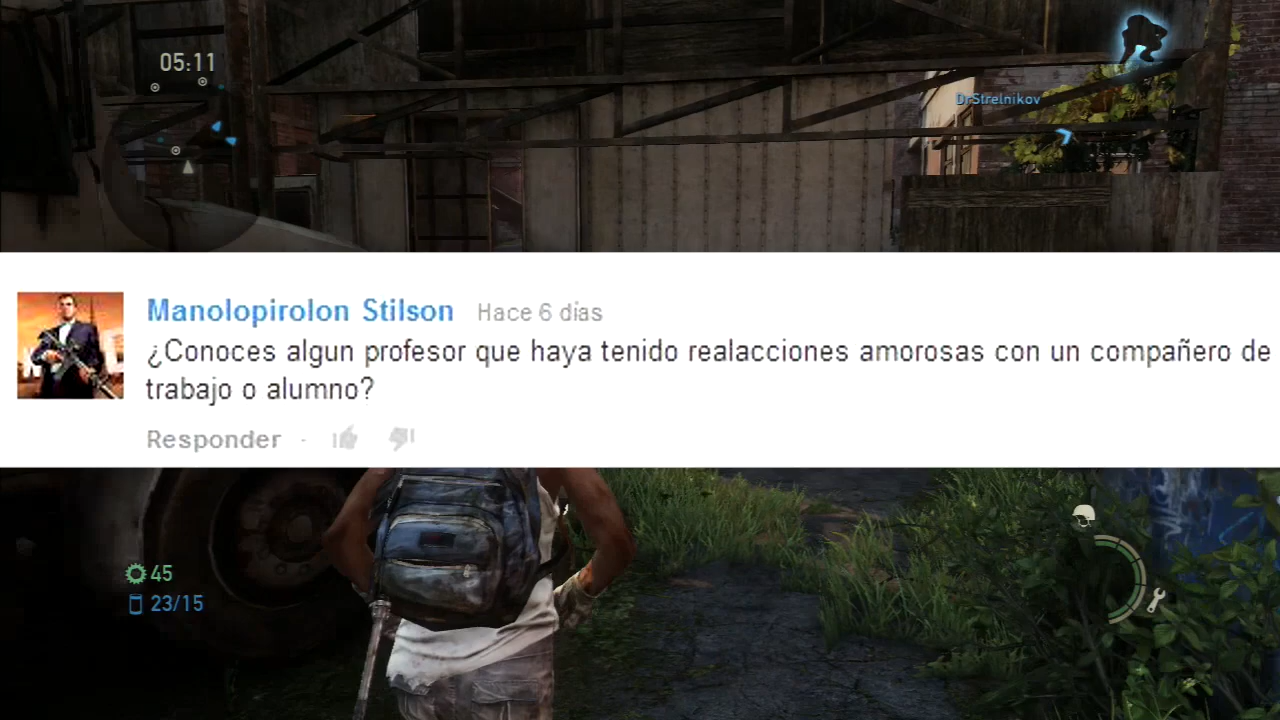 05:11
DrStrelnikov
Manolopirolon Stilson Hace 6 días
¿Conoces algun profesor que haya tenido realacciones amorosas con un compañero de
trabajo o alumno?
Responder
45
23/15